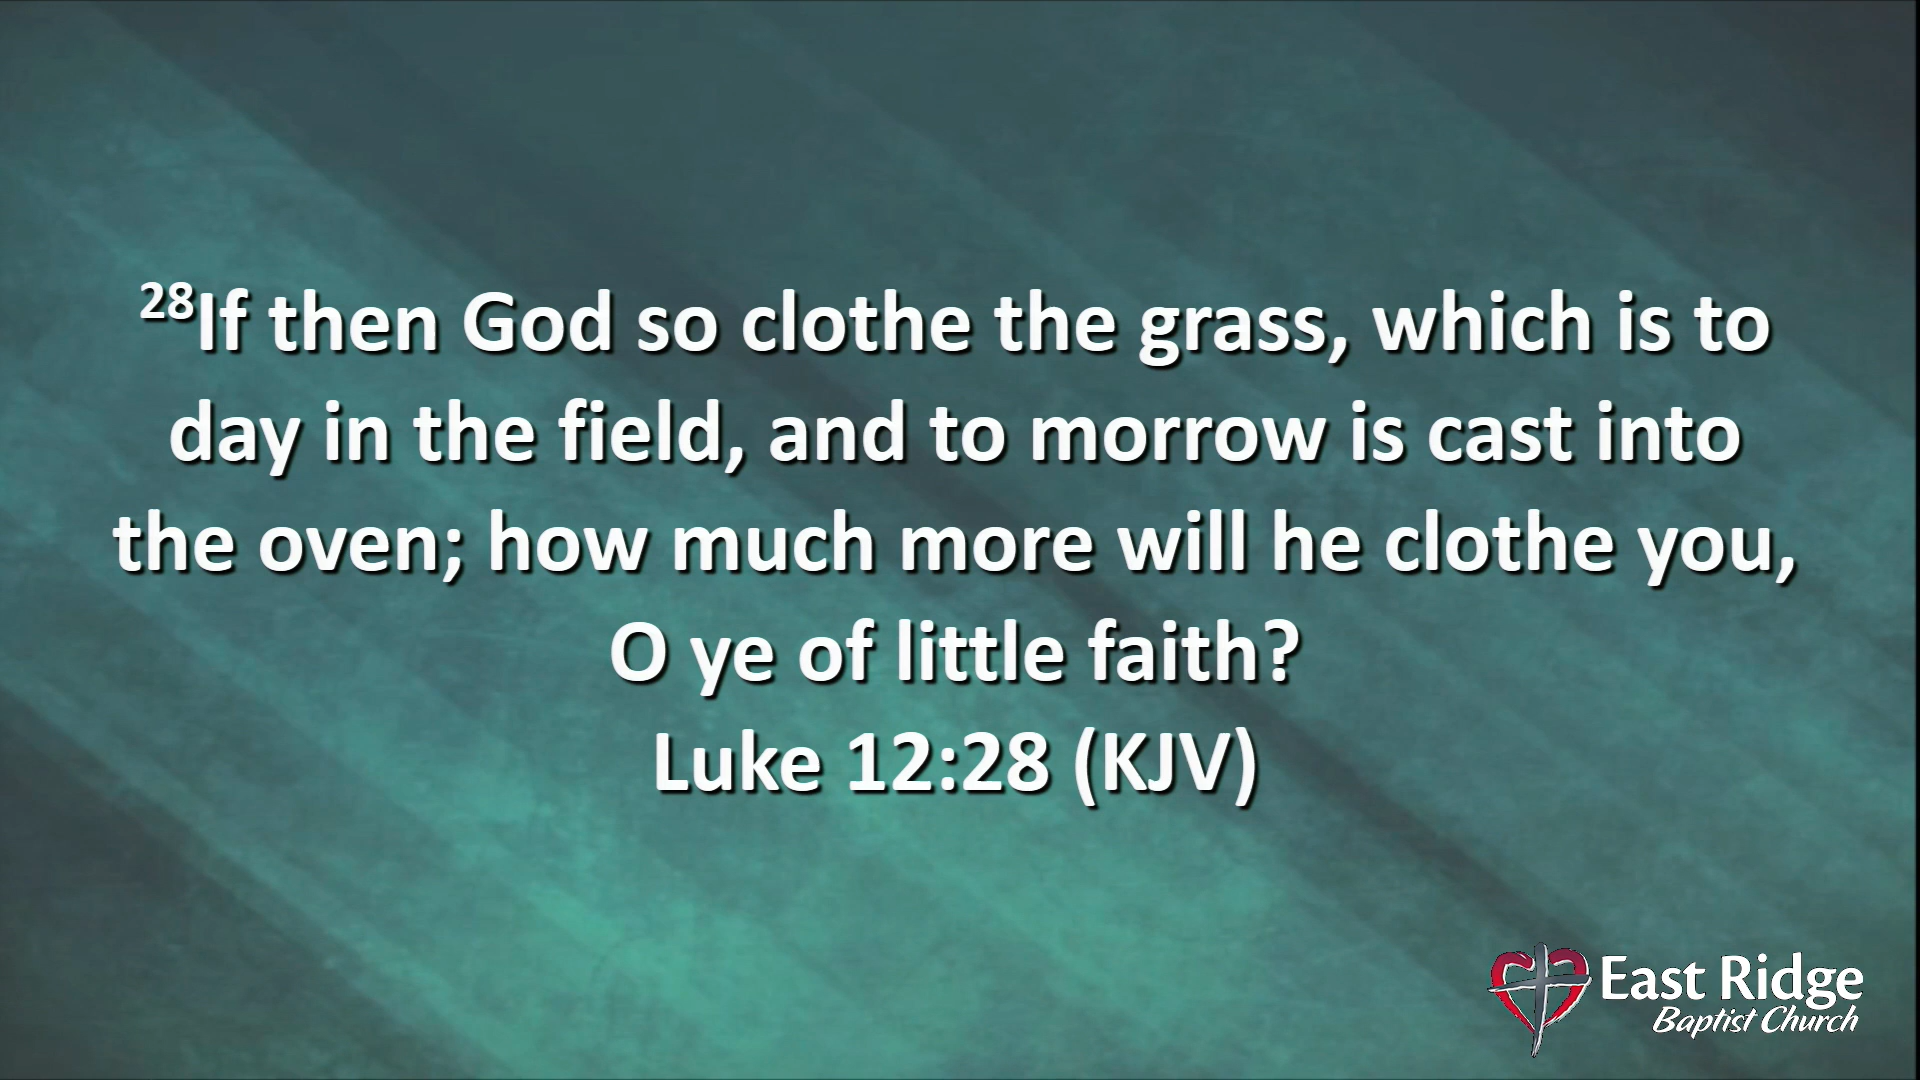 28If then God so clothe the grass, which is to
day in the field, and to morrow is cast into
the oven; how much more will he clothe you,
O ye of little faith?
Luke 12:28 (KJV)
East Ridge
Baptist Church